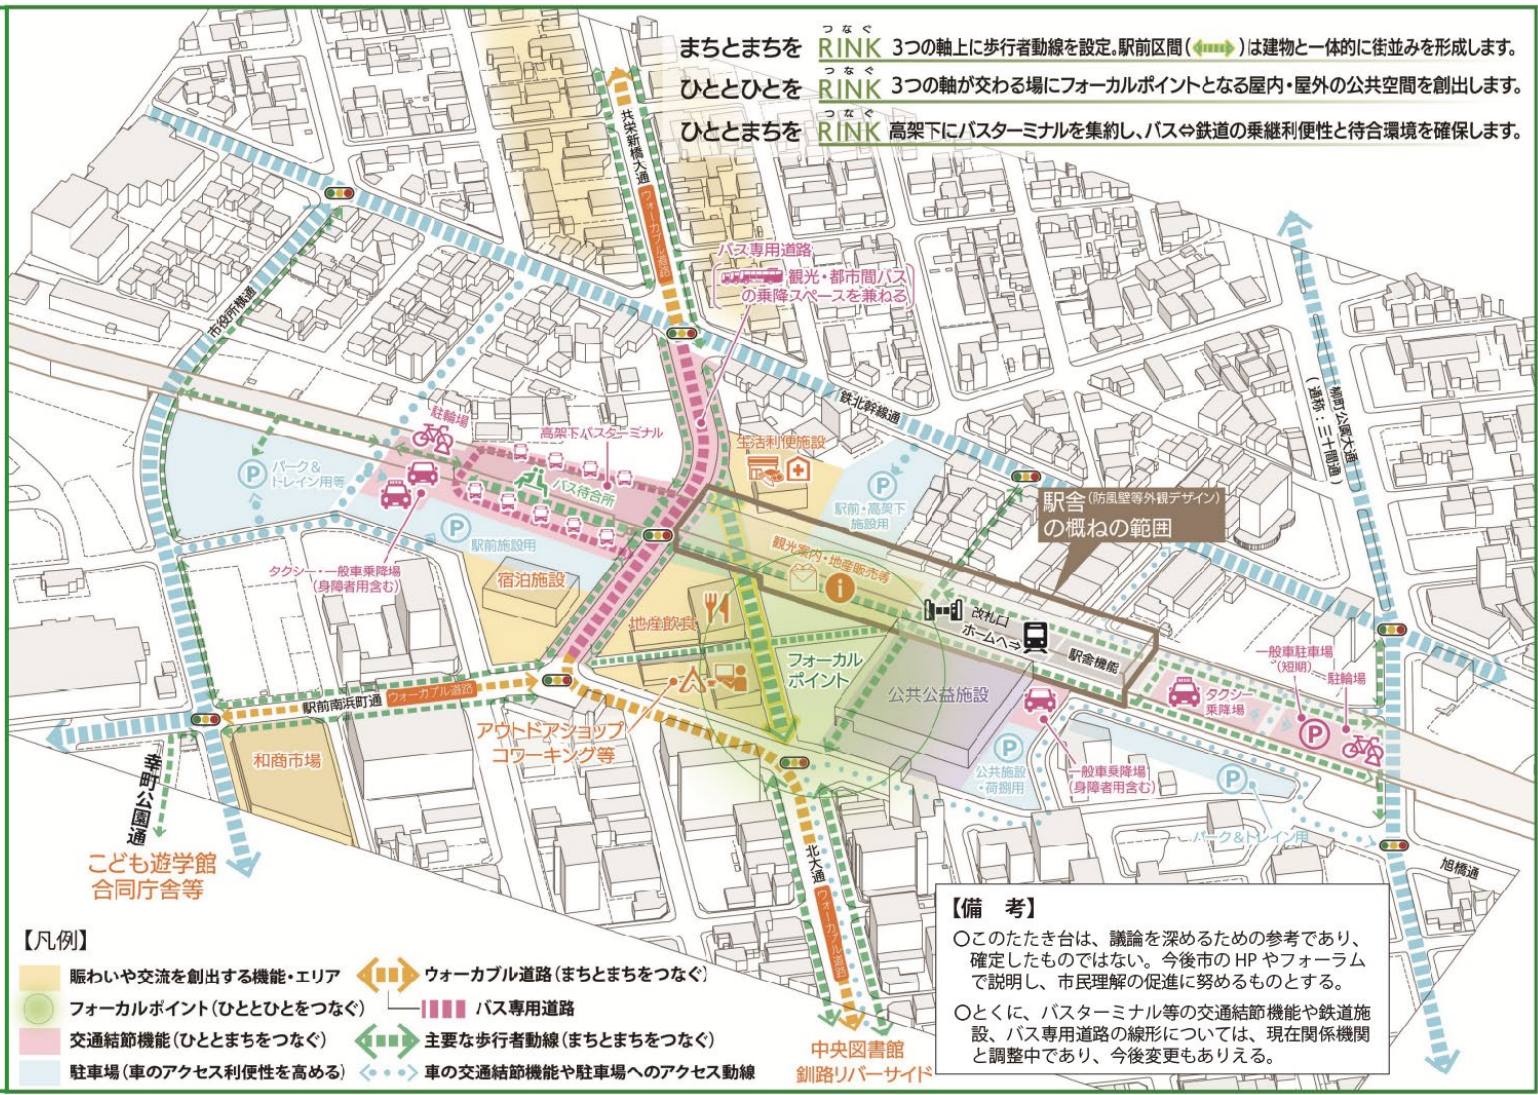 まちとまちを RINK 3つの軸上に歩行者動線を設定。駅前区間( )は建物と一体的に街並みを形成します。
つなぐ
ひととひとを RINK 3つの軸が交わる場にフォーカルポイントとなる屋内・屋外の公共空間を創出します。
つなぐ
ひととまちを RINK 高架下にバスターミナルを集約し、バス⇔鉄道の乗継利便性と待合環境を確保します。
つなぐ
共栄新橋大通
ウォーカブル道路
バス専用道路
観光・都市間バス
の乗降スペースを兼ねる
市役所横通
鉄北幹線通
柳町公園大通
(通称:三十間通)
駐輪場
高架下バスターミナル
生活利便施設
P
パーク&
トレイン用等
バス待合所
P
駅前・高架下
施設用
駅舎(防風壁等外観デザイン)
の概ねの範囲
P
駅前施設用
タクシー・一般車乗降場
(身障者用含む)
宿泊施設
観光案内・地産販売等
i
地産飲食
改札口
ホームへ⇒
駅舎機能
フォーカル
ポイント
公共公益施設
一般車駐車場
(短期)
駐輪場
タクシー
乗降場
P
駅前南浜町通
ウォーカブル道路
アウトドアショップ
コワーキング等
和商市場
P
公共施設
・荷捌用
一般車乗降場
(身障者用含む)
P
パーク&トレイン用
幸町公園通
こども遊学館
合同庁舎等
北大通
ウォーカブル道路
旭橋通
中央図書館
釧路リバーサイド
【凡例】
賑わいや交流を創出する機能・エリア
フォーカルポイント(ひととひとをつなぐ)
交通結節機能(ひととまちをつなぐ)
駐車場(車のアクセス利便性を高める)
ウォーカブル道路(まちとまちをつなぐ)
バス専用道路
主要な歩行者動線(まちとまちをつなぐ)
車の交通結節機能や駐車場へのアクセス動線
【備 考】
○このたたき台は、議論を深めるための参考であり、
確定したものではない。今後市の HP やフォーラム
で説明し、市民理解の促進に努めるものとする。
○とくに、バスターミナル等の交通結節機能や鉄道施
設、バス専用道路の線形については、現在関係機関
と調整中であり、今後変更もありえる。